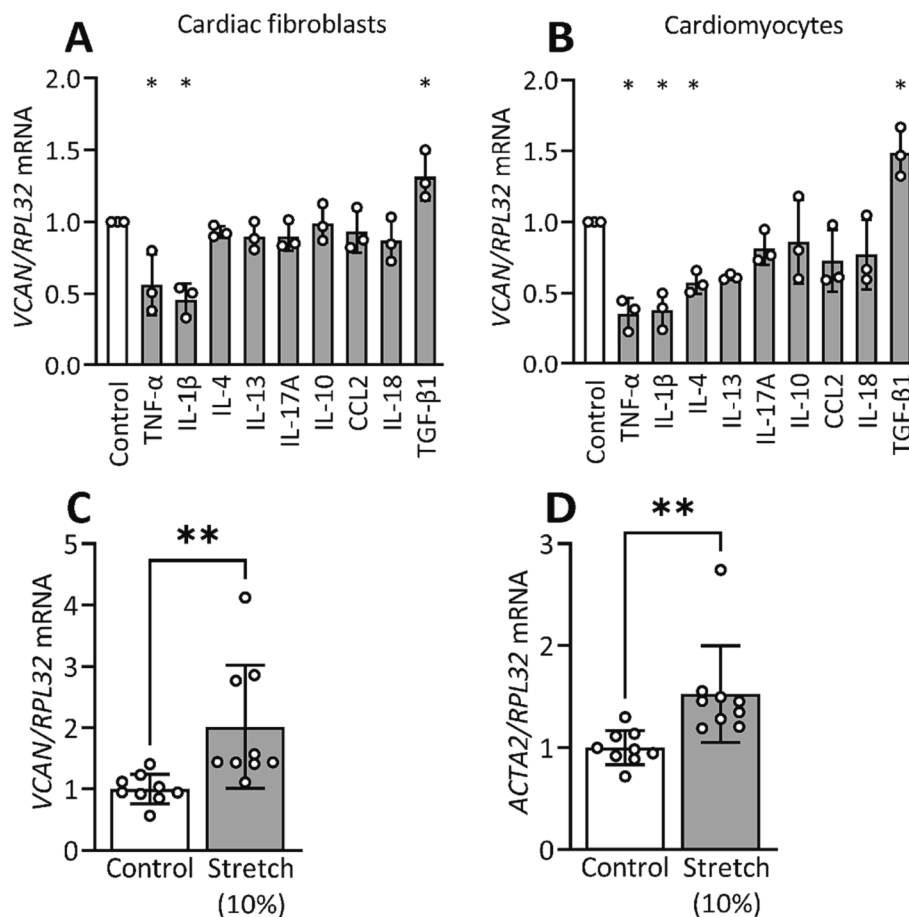 A Cardiac fibroblasts
VCAN/RPL32 mRNA
2.0
1.5
1.0
0.5
0.0
* * *
Control TNF-α IL-1β IL-4 IL-13 IL-17A IL-10 CCL2 IL-18 TGF-β1
B Cardiomyocytes
VCAN/RPL32 mRNA
2.0
1.5
1.0
0.5
0.0
* * * *
Control TNF-α IL-1β IL-4 IL-13 IL-17A IL-10 CCL2 IL-18 TGF-β1
C
**
VCAN/RPL32 mRNA
5
4
3
2
1
0
Control Stretch
(10%)
D
**
ACTA2/RPL32 mRNA
3
2
1
0
Control Stretch
(10%)